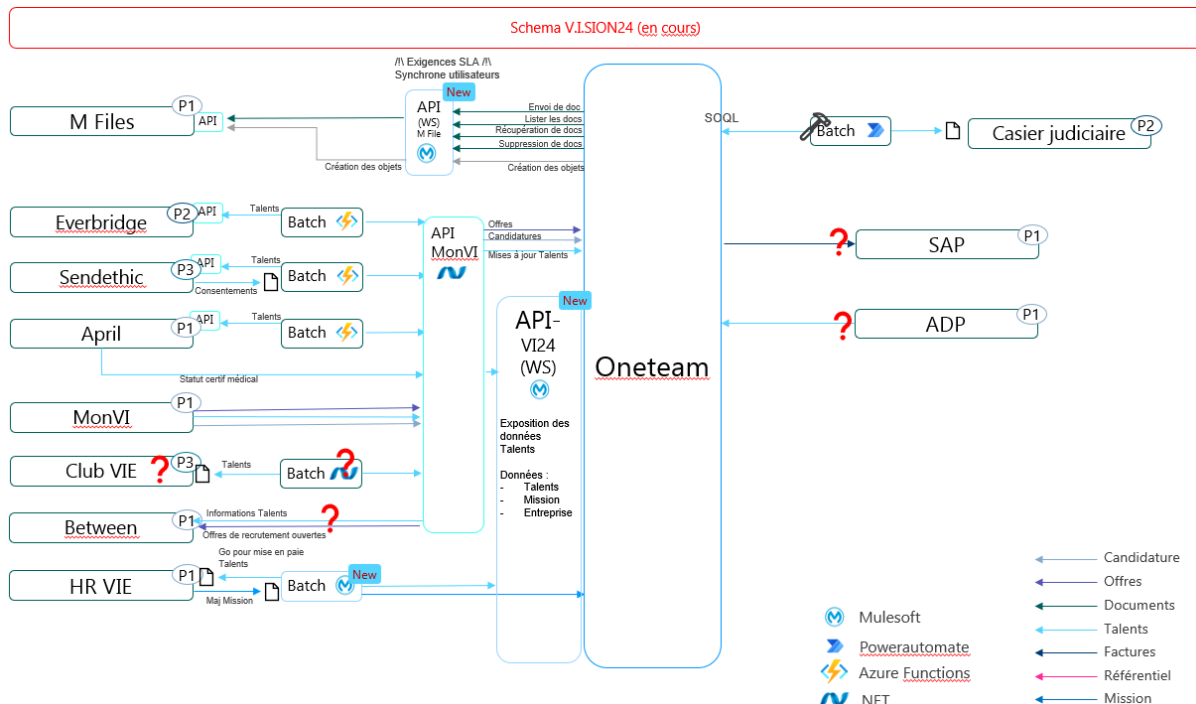 Schema V.I.SION24 (en cours)
/!\ Exigences SLA /!\
Synchrone utilisateurs
New
API
(WS)
M File
Envoi de doc
Lister les docs
Récupération de docs
Suppression de docs
Création des objets
Création des objets
M Files
P1
API
SOQL
Batch
Casier judiciaire
P2
Everbridge
P2
API
Talents
Batch
API
MonVI
Offres
Candidatures
Mises à jour Talents
?
SAP
P1
Sendethic
P3
API
Talents
Consentements
Batch
New
API-
VI24
(WS)
Oneteam
?
ADP
P1
April
P1
API
Talents
Batch
Statut certif médical
MonVI
P1
Exposition des
données
Talents
Données :
- Talents
- Mission
- Entreprise
Club VIE
?
P3
Talents
Batch
?
Between
P1
Informations Talents
Offres de recrutement ouvertes
?
HR VIE
P1
Go pour mise en paie
Talents
Maj Mission
Batch
New
Mulesoft
Powerautomate
Azure Functions
.NET
Candidature
Offres
Documents
Talents
Factures
Référentiel
Mission